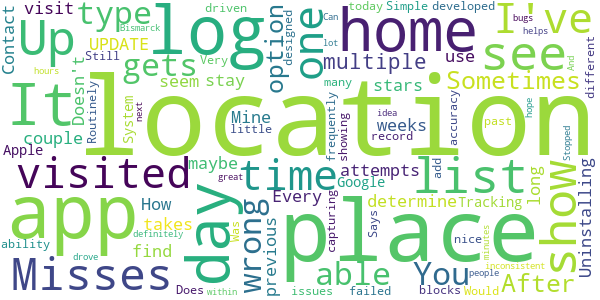 Contact visit driven today Simple developed bugs
Up type log option designed one Can home I've
Bismarck Still Very lot helps And
UPDATE gets multiple use see different
It Doesn't seem stay many stars Sometimes
couple Routinely System Mine frequently accuracy past next
location
Apple maybe little showing weeks record idea hope Stopped
visited day time attempts list show
Every Google add long Uninstalling
app wrong place determine Tracking
How capturing Says
takes Was able You nice minutes
Misses find previous blocks inconsistent
ability great issues failed Would people After
drove definitely Does within hours